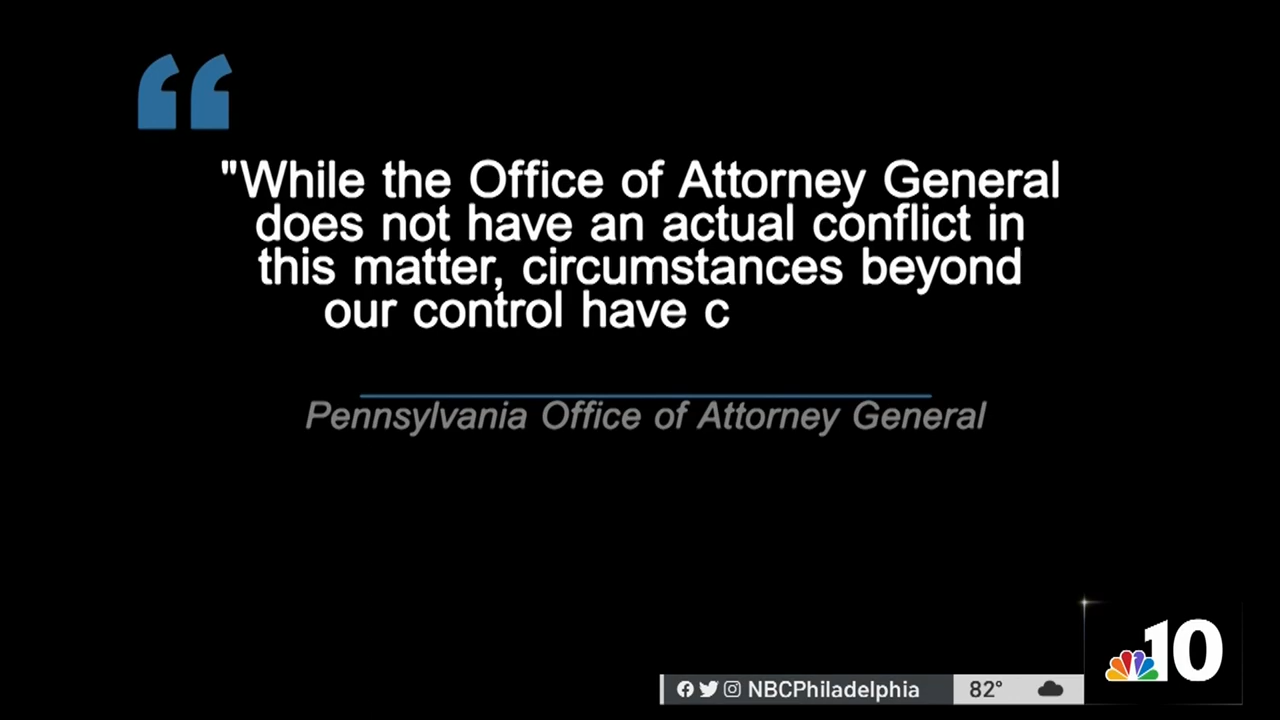 "While the Office of Attorney General
does not have an actual conflict in
this matter, circumstances beyond
our control have c
Pennsylvania Office of Attorney General
NBCPhiladelphia
82°
10